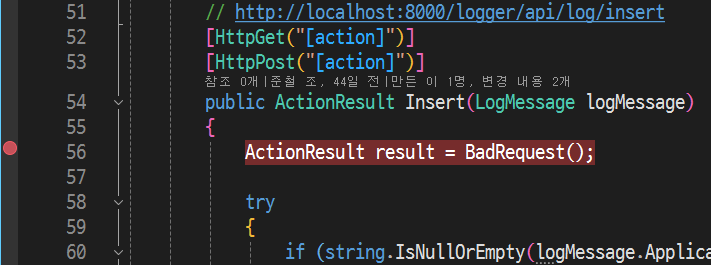 51 // http://localhost:8000/logger/api/log/insert
52 [HttpGet("[action]")]
53 [HttpPost("[action]")]
참조 0개|준철 조, 44일 전|만든 이 1명, 변경 내용 2개
54 public ActionResult Insert(LogMessage logMessage)
55 {
56 ActionResult result = BadRequest();
57
58 try
59 {
60 if (string.IsNullOrEmpty(logMessage.Applica